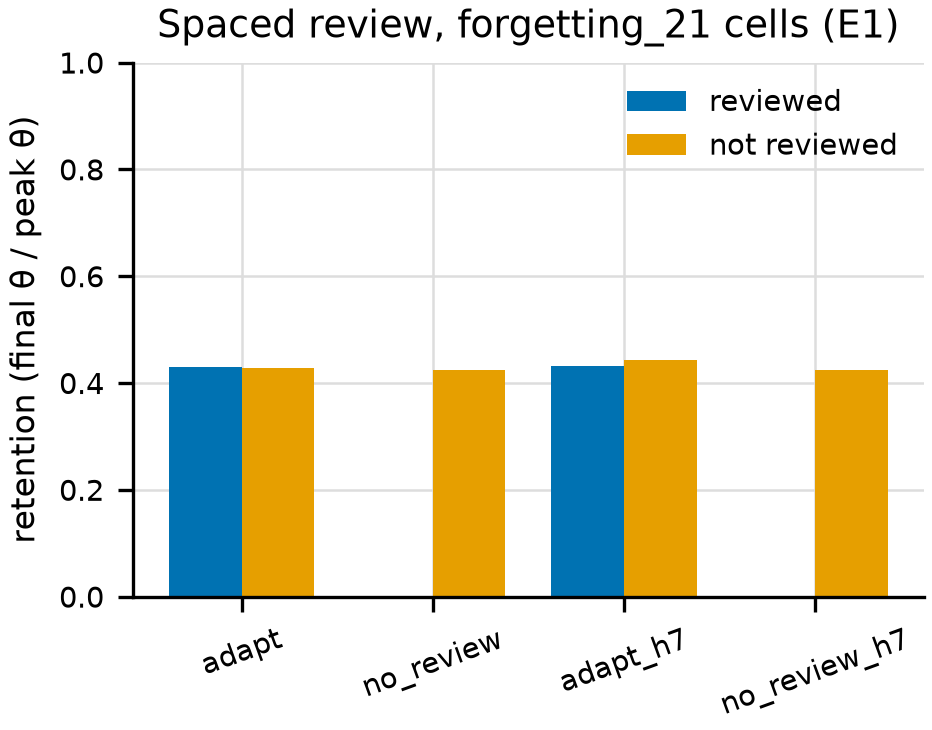 Spaced review, forgetting_21 cells (E1)
retention (final θ / peak θ)
1.0
0.8
0.6
0.4
0.2
0.0
reviewed
not reviewed
adapt
no_review
adapt_h7
no_review_h7